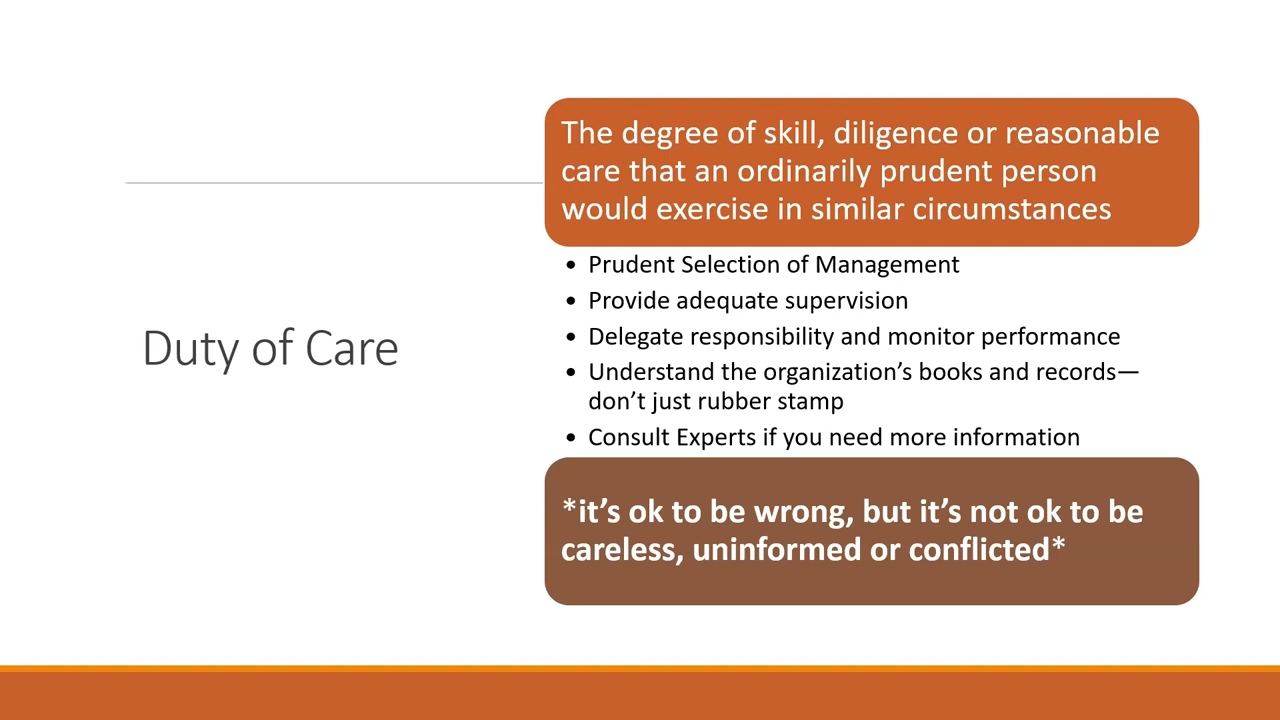 Duty of Care
The degree of skill, diligence or reasonable
care that an ordinarily prudent person
would exercise in similar circumstances
• Prudent Selection of Management
• Provide adequate supervision
• Delegate responsibility and monitor performance
• Understand the organization’s books and records—
don’t just rubber stamp
• Consult Experts if you need more information
*it’s ok to be wrong, but it’s not ok to be
careless, uninformed or conflicted*